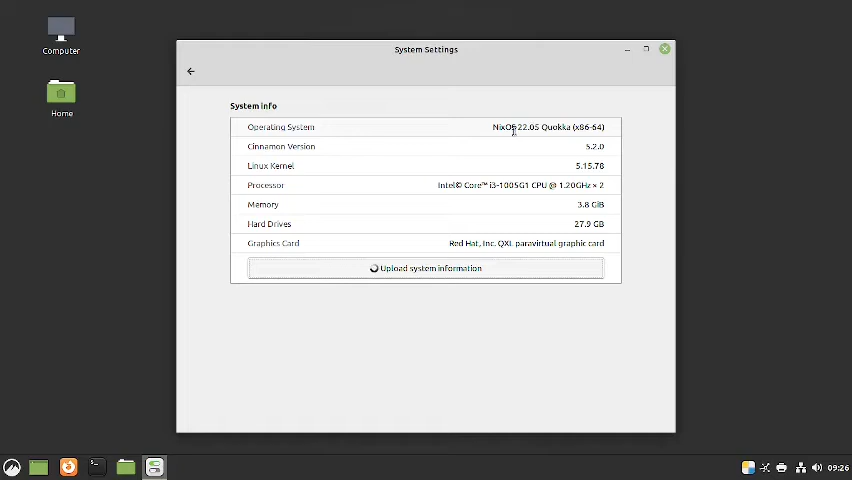 Computer
Home
System Settings
System info
Operating System NixOS 22.05 Quokka (x86-64)
Cinnamon Version 5.2.0
Linux Kernel 5.15.78
Processor Intel© Core™ i3-1005G1 CPU @ 1.20GHz × 2
Memory 3.8 GiB
Hard Drives 27.9 GB
Graphics Card Red Hat, Inc. QXL paravirtual graphic card
Upload system information
09:26